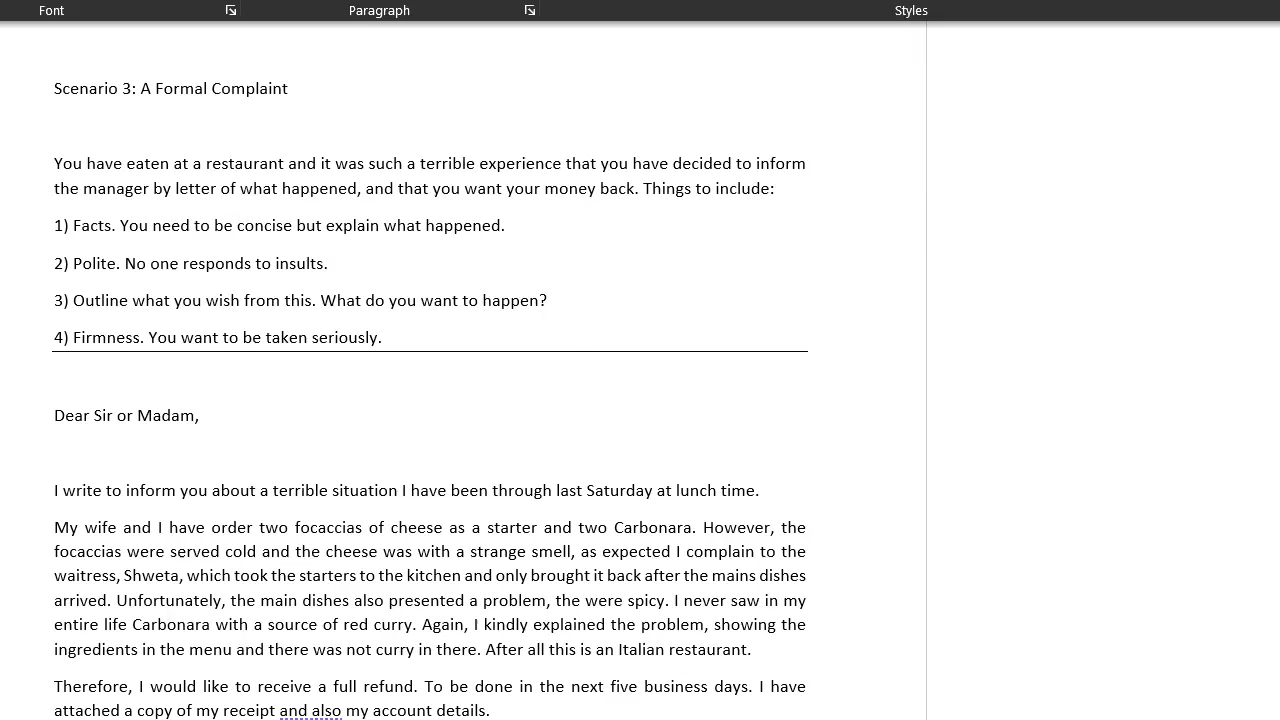 Font Paragraph Styles
Scenario 3: A Formal Complaint
You have eaten at a restaurant and it was such a terrible experience that you have decided to inform
the manager by letter of what happened, and that you want your money back. Things to include:
1) Facts. You need to be concise but explain what happened.
2) Polite. No one responds to insults.
3) Outline what you wish from this. What do you want to happen?
4) Firmness. You want to be taken seriously.
Dear Sir or Madam,
I write to inform you about a terrible situation I have been through last Saturday at lunch time.
My wife and I have order two focaccias of cheese as a starter and two Carbonara. However, the
focaccias were served cold and the cheese was with a strange smell, as expected I complain to the
waitress, Shweta, which took the starters to the kitchen and only brought it back after the mains dishes
arrived. Unfortunately, the main dishes also presented a problem, the were spicy. I never saw in my
entire life Carbonara with a source of red curry. Again, I kindly explained the problem, showing the
ingredients in the menu and there was not curry in there. After all this is an Italian restaurant.
Therefore, I would like to receive a full refund. To be done in the next five business days. I have
attached a copy of my receipt and also my account details.